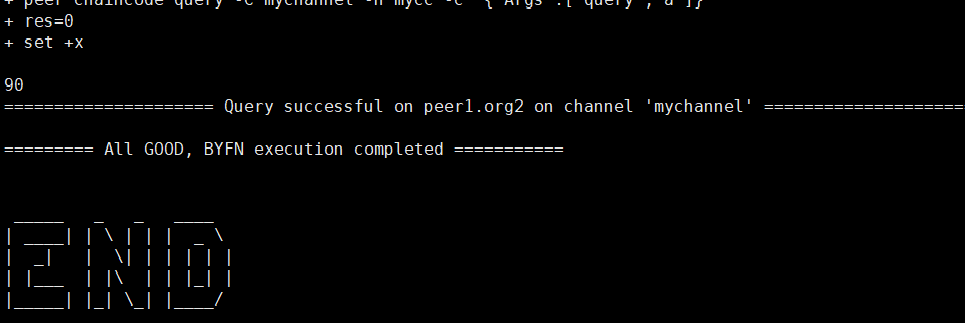 + peer chaincode query -C mychannel -n mycc -c '{"Args":["query","a"]}'
+ res=0
+ set +x
90
===================== Query successful on peer1.org2 on channel 'mychannel' ====================
========= All GOOD, BYFN execution completed ===========
 _____   _   _   ____
| ____| | \ | | |  _ \
|  _|   |  \| | | | | |
| |___  | |\  | | |_| |
|_____| |_| \_| |____/